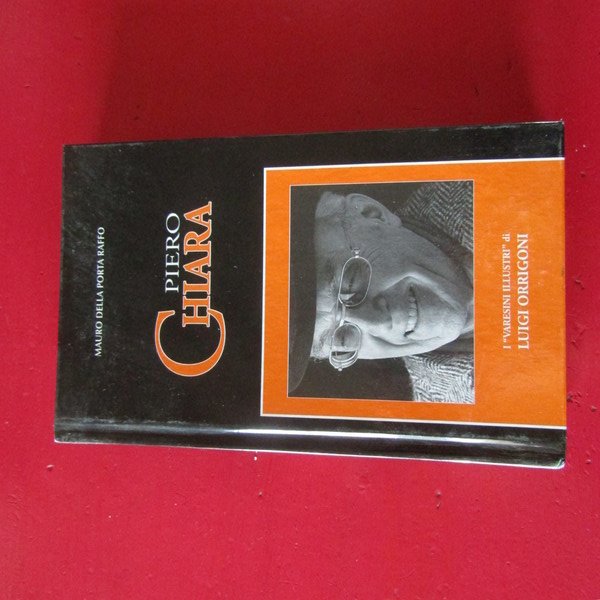 MAURO DELLA PORTA RAFFO
PIERO
CHIARA
I "VARESINI ILLUSTRI" di
LUIGI ORRIGONI